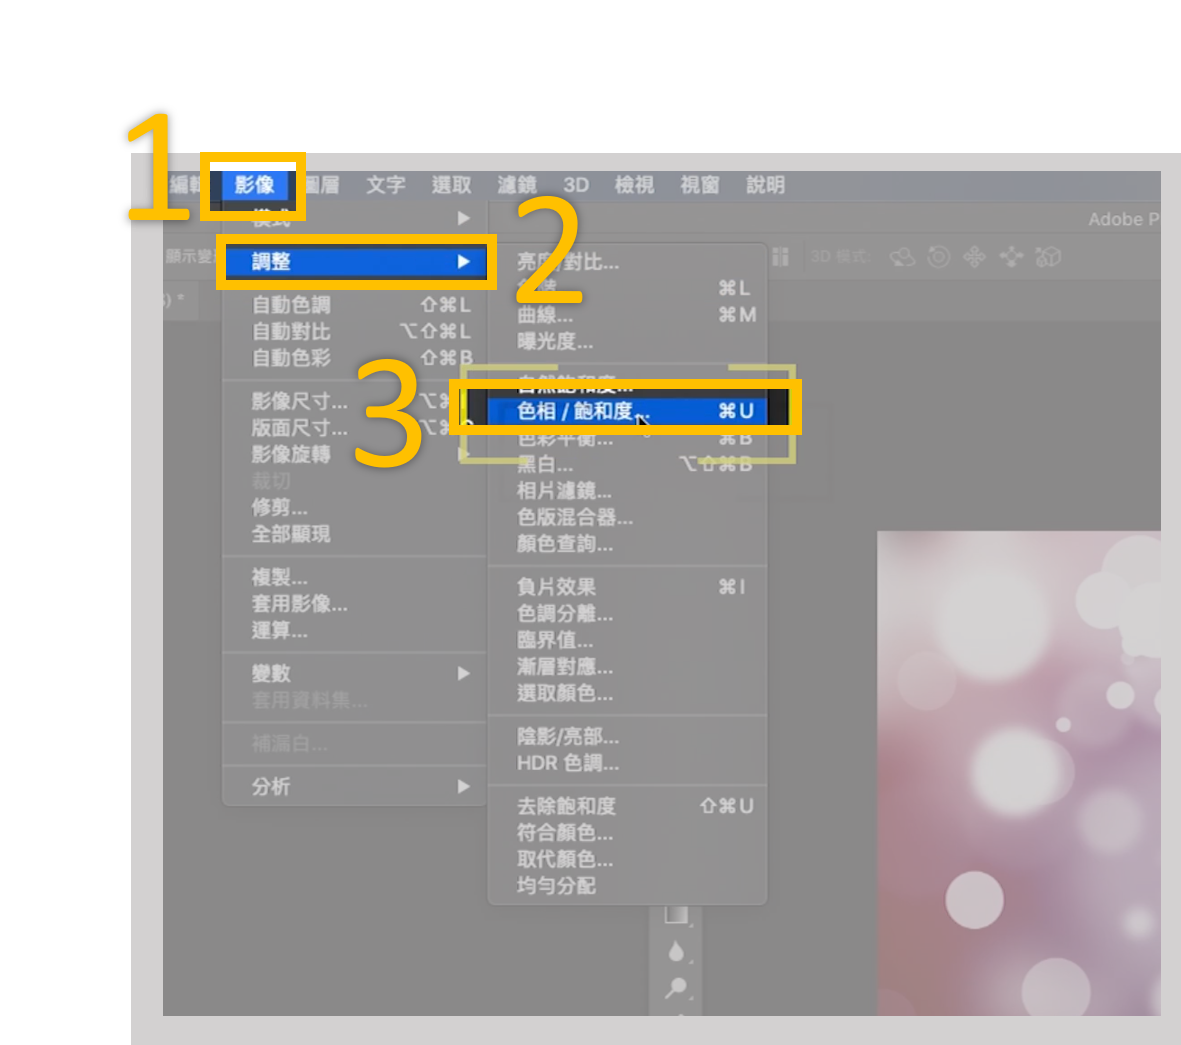 1
編輯 影像 圖層 文字 選取 濾鏡 3D 檢視 視窗 說明
模式
2
Adobe P
調整
顯示變
3D 模式:
亮度/對比...
⌘L
) *
自動色調 ⇧⌘L
曲線... ⌘M
自動對比 ⌥⇧⌘L
曝光度...
自動色彩 ⇧⌘B
3
自然飽和度...
影像尺寸... ⌥⌘
色相 / 飽和度... ⌘U
版面尺寸... ⌥⌘
色彩平衡... ⌘B
影像旋轉
黑白... ⌥⇧⌘B
裁切
相片濾鏡...
修剪...
色版混合器...
全部顯現
顏色查詢...
複製...
負片效果 ⌘I
套用影像...
色調分離...
運算...
臨界值...
漸層對應...
變數
選取顏色...
套用資料集...
陰影/亮部...
補漏白...
HDR 色調...
分析
去除飽和度 ⇧⌘U
符合顏色...
取代顏色...
均勻分配